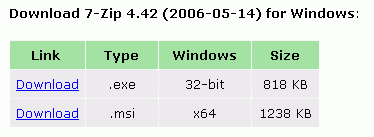 Download 7-Zip 4.42 (2006-05-14) for Windows:
Link Type Windows Size
Download .exe 32-bit 818 KB
Download .msi x64 1238 KB